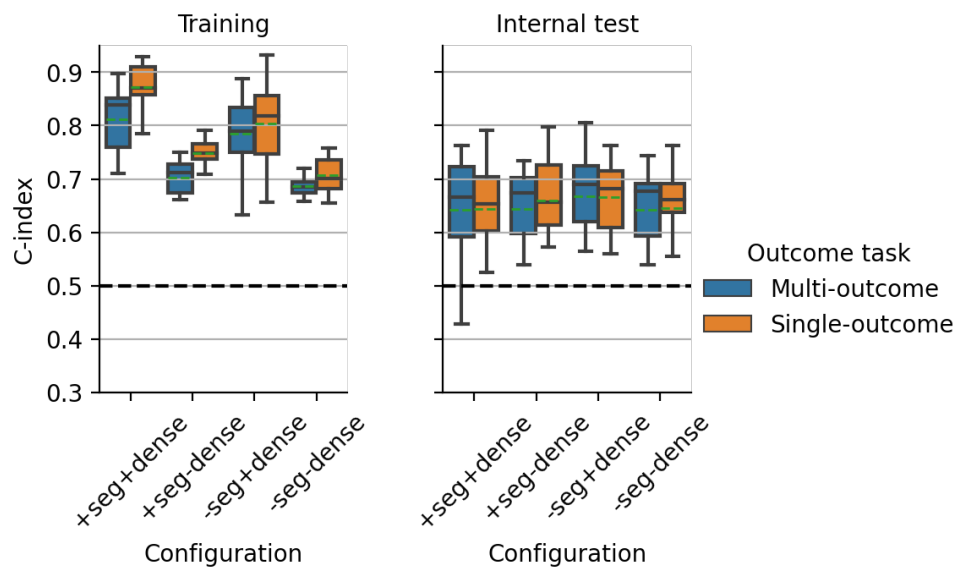 Training
Internal test
C-index
0.9
0.8
0.7
0.6
0.5
0.4
0.3
+seg+dense
+seg-dense
-seg+dense
-seg-dense
+seg+dense
+seg-dense
-seg+dense
-seg-dense
Configuration
Configuration
Outcome task
Multi-outcome
Single-outcome